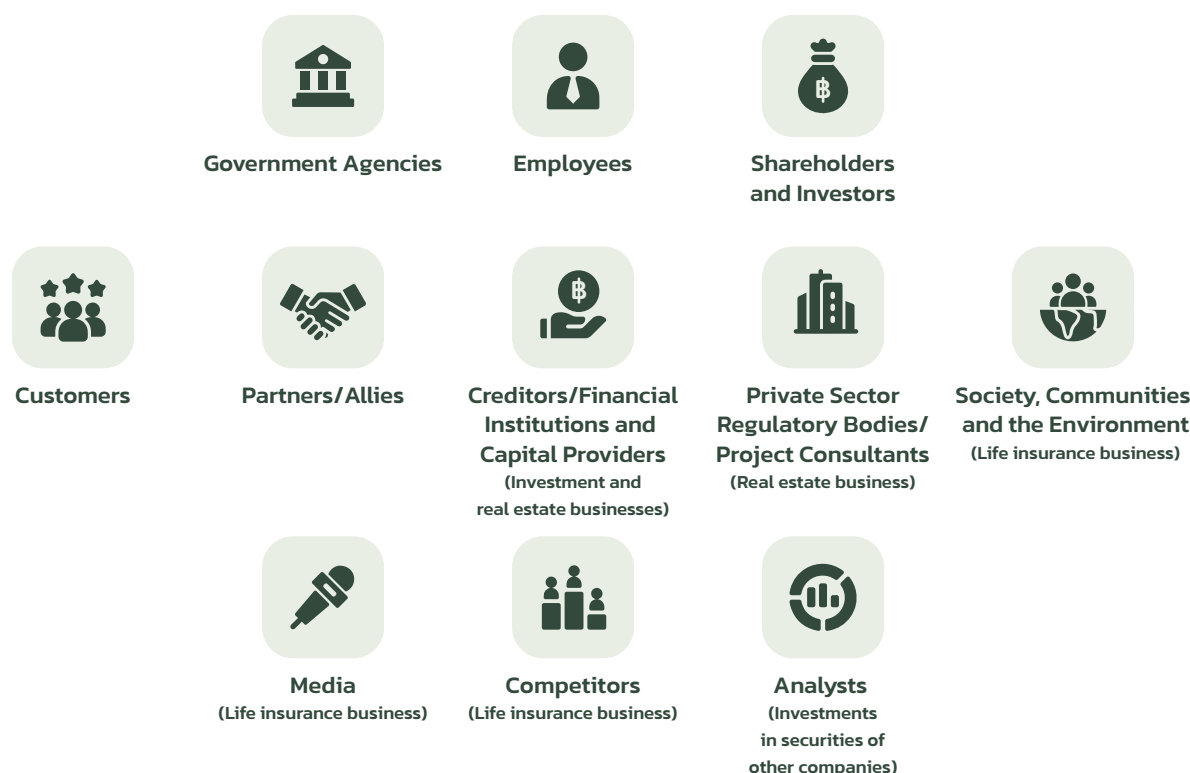 Government Agencies
Employees
Shareholders
and Investors
Customers
Partners/Allies
Creditors/Financial
Institutions and
Capital Providers
(Investment and
real estate businesses)
Private Sector
Regulatory Bodies/
Project Consultants
(Real estate business)
Society, Communities
and the Environment
(Life insurance business)
Media
(Life insurance business)
Competitors
(Life insurance business)
Analysts
(Investments
in securities of
other companies)